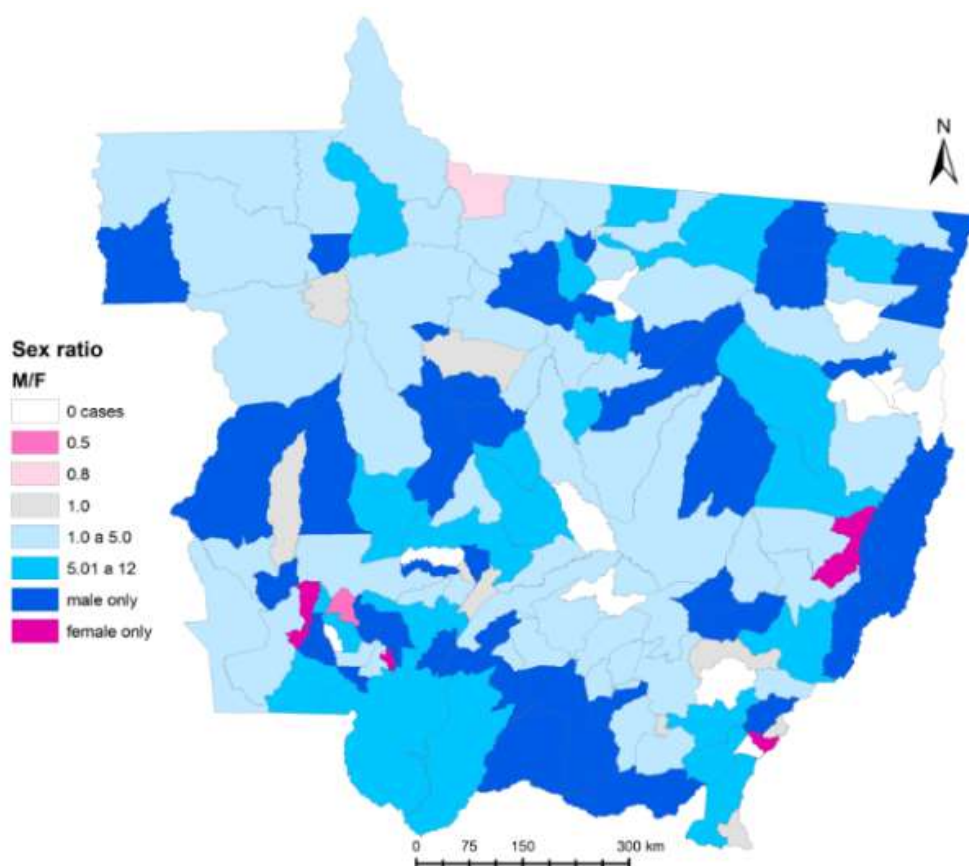 N
Sex ratio
M/F
0 cases
0.5
0.8
1.0
1.0 a 5.0
5.01 a 12
male only
female only
0 75 150 300 km